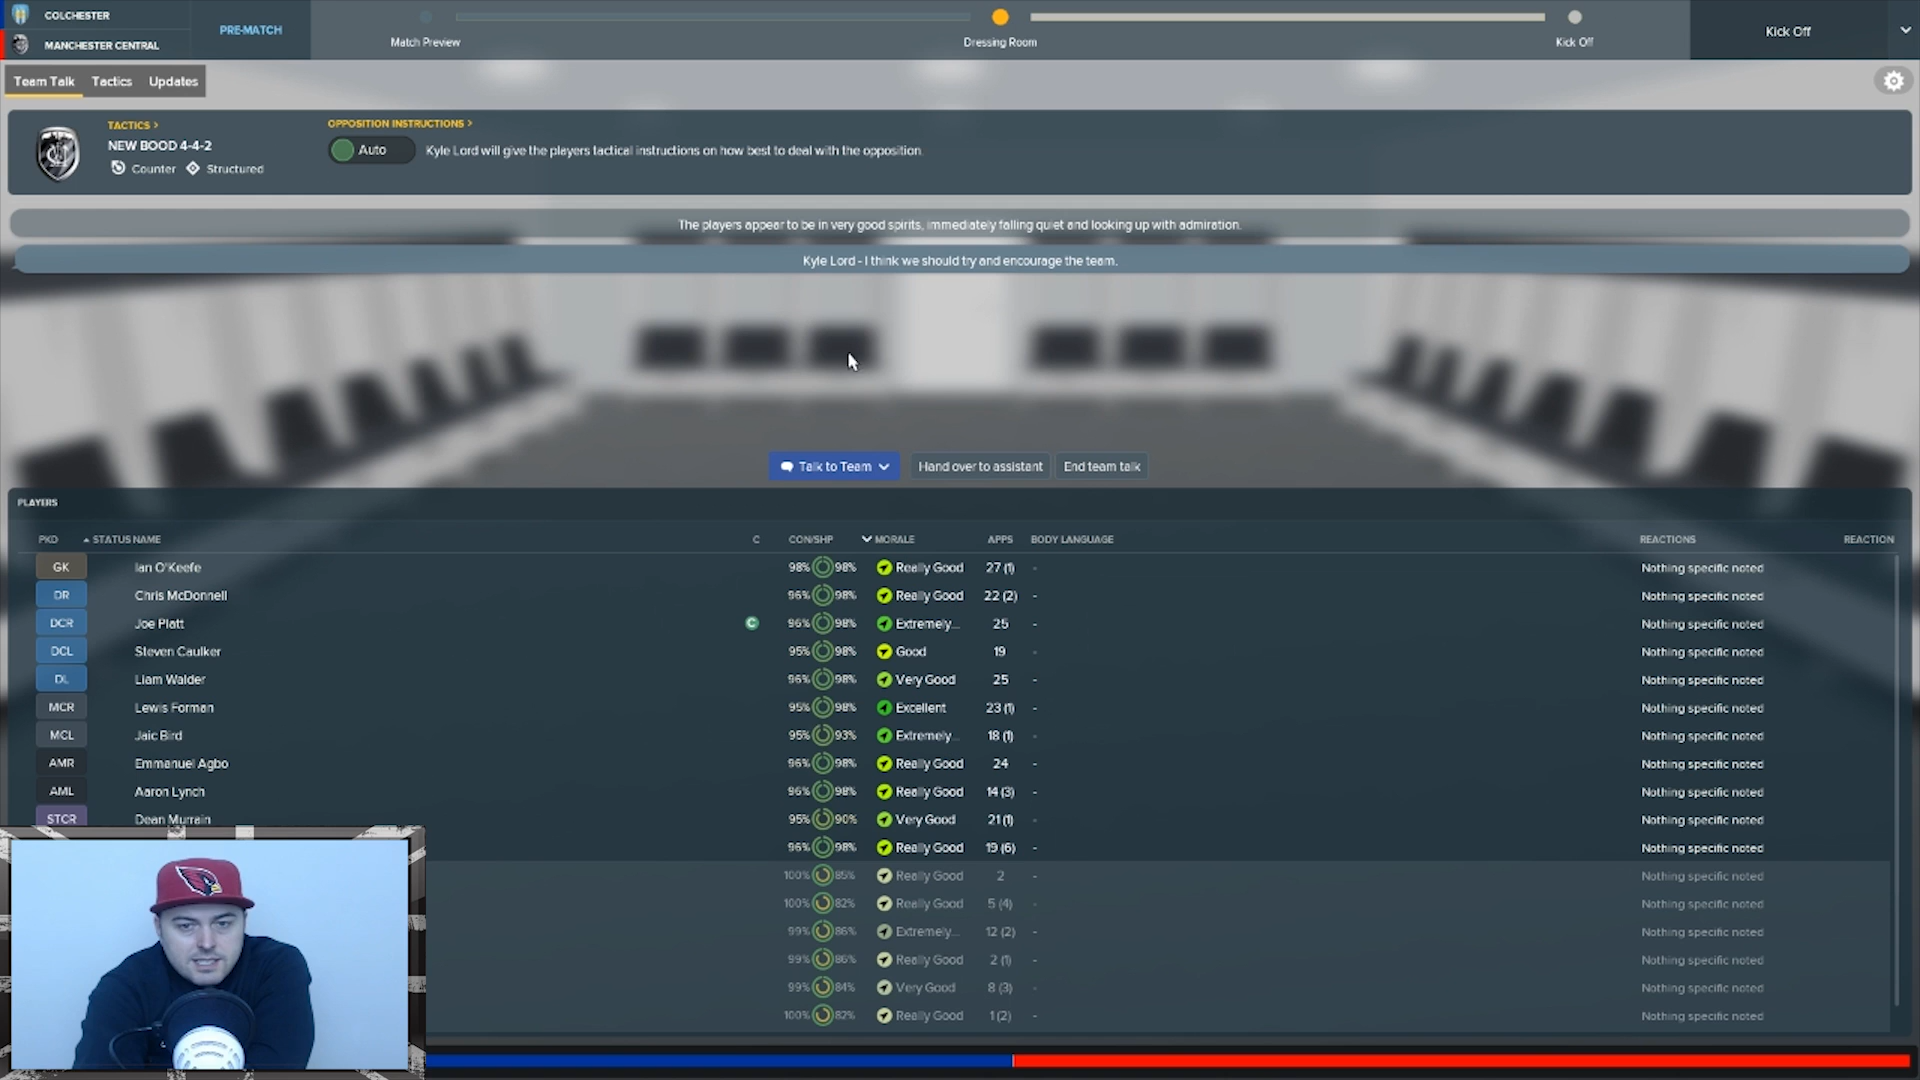 COLCHESTER
MANCHESTER CENTRAL
PRE-MATCH
Match Preview
Dressing Room
Kick Off
Kick Off
Team Talk Tactics Updates
TACTICS >
NEW BOOD 4-4-2
Counter Structured
OPPOSITION INSTRUCTIONS >
Auto Kyle Lord will give the players tactical instructions on how best to deal with the opposition.
The players appear to be in very good spirits, immediately falling quiet and looking up with admiration.
Kyle Lord - I think we should try and encourage the team.
Talk to Team Hand over to assistant End team talk
PLAYERS
PKD STATUS NAME C CON/SHP MORALE APPS BODY LANGUAGE REACTIONS REACTION
GK Ian O'Keefe 98% 98% Really Good 27 (1) - Nothing specific noted
DR Chris McDonnell 96% 98% Really Good 22 (2) - Nothing specific noted
DCR Joe Platt C 96% 98% Extremely... 25 - Nothing specific noted
DCL Steven Caulker 95% 98% Good 19 - Nothing specific noted
DL Liam Walder 96% 98% Very Good 25 - Nothing specific noted
MCR Lewis Forman 95% 98% Excellent 23 (1) - Nothing specific noted
MCL Jaic Bird 95% 93% Extremely... 18 (1) - Nothing specific noted
AMR Emmanuel Agbo 96% 98% Really Good 24 - Nothing specific noted
AML Aaron Lynch 96% 98% Really Good 14 (3) - Nothing specific noted
STCR Dean Murrain 95% 90% Very Good 21 (1) - Nothing specific noted
96% 98% Really Good 19 (6) - Nothing specific noted
100% 85% Really Good 2 - Nothing specific noted
100% 82% Really Good 5 (4) - Nothing specific noted
99% 86% Extremely... 12 (2) - Nothing specific noted
99% 86% Really Good 2 (1) - Nothing specific noted
99% 84% Very Good 8 (3) - Nothing specific noted
100% 82% Really Good 1 (2) - Nothing specific noted